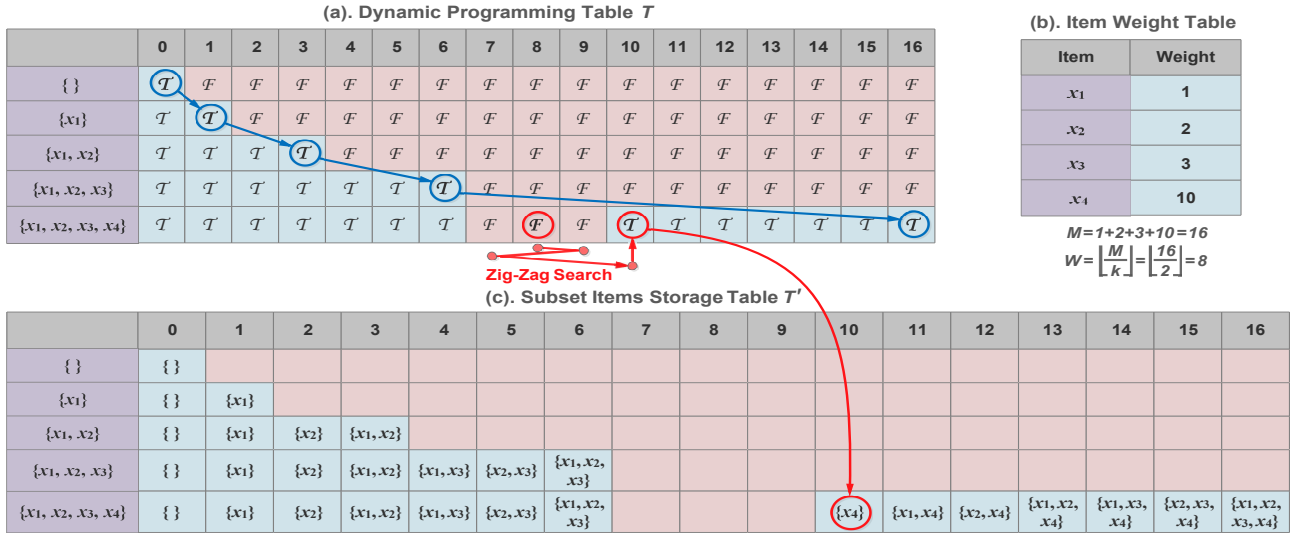 (a). Dynamic Programming Table T
0 1 2 3 4 5 6 7 8 9 10 11 12 13 14 15 16
{ } 𝒯 ℱ ℱ ℱ ℱ ℱ ℱ ℱ ℱ ℱ ℱ ℱ ℱ ℱ ℱ ℱ ℱ
{x₁} 𝒯 𝒯 ℱ ℱ ℱ ℱ ℱ ℱ ℱ ℱ ℱ ℱ ℱ ℱ ℱ ℱ ℱ
{x₁, x₂} 𝒯 𝒯 𝒯 𝒯 ℱ ℱ ℱ ℱ ℱ ℱ ℱ ℱ ℱ ℱ ℱ ℱ ℱ
{x₁, x₂, x₃} 𝒯 𝒯 𝒯 𝒯 𝒯 𝒯 𝒯 ℱ ℱ ℱ ℱ ℱ ℱ ℱ ℱ ℱ ℱ
{x₁, x₂, x₃, x₄} 𝒯 𝒯 𝒯 𝒯 𝒯 𝒯 𝒯 ℱ ℱ ℱ 𝒯 𝒯 𝒯 𝒯 𝒯 𝒯 𝒯
Zig-Zag Search
(b). Item Weight Table
Item Weight
x₁ 1
x₂ 2
x₃ 3
x₄ 10
M=1+2+3+10=16
W=⌊M/k⌋=⌊16/2⌋=8
(c). Subset Items Storage Table T'
0 1 2 3 4 5 6 7 8 9 10 11 12 13 14 15 16
{ } { }
{x₁} { } {x₁}
{x₁, x₂} { } {x₁} {x₂} {x₁, x₂}
{x₁, x₂, x₃} { } {x₁} {x₂} {x₁, x₂} {x₁, x₃} {x₂, x₃} {x₁, x₂, x₃}
{x₁, x₂, x₃, x₄} { } {x₁} {x₂} {x₁, x₂} {x₁, x₃} {x₂, x₃} {x₁, x₂, x₃} {x₄} {x₁, x₄} {x₂, x₄} {x₁, x₂, x₄} {x₁, x₃, x₄} {x₂, x₃, x₄} {x₁, x₂, x₃, x₄}